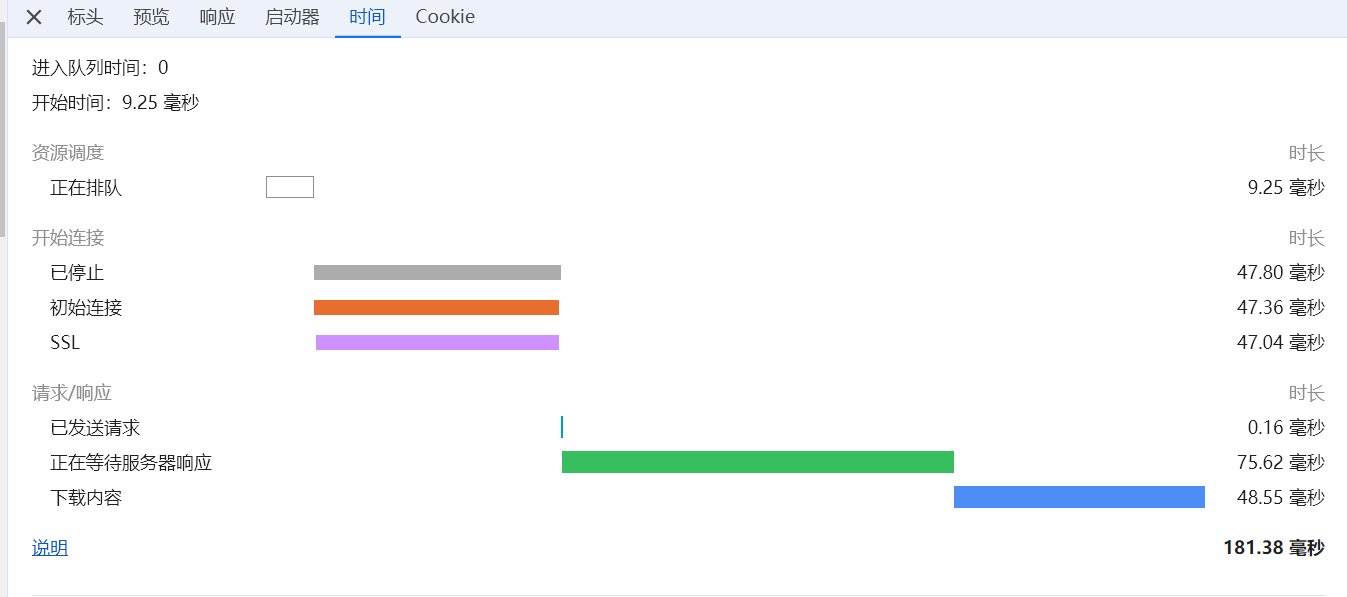 标头 预览 响应 启动器 时间 Cookie
进入队列时间：0
开始时间：9.25 毫秒
资源调度 时长
正在排队 9.25 毫秒
开始连接 时长
已停止 47.80 毫秒
初始连接 47.36 毫秒
SSL 47.04 毫秒
请求/响应 时长
已发送请求 0.16 毫秒
正在等待服务器响应 75.62 毫秒
下载内容 48.55 毫秒
说明 181.38 毫秒